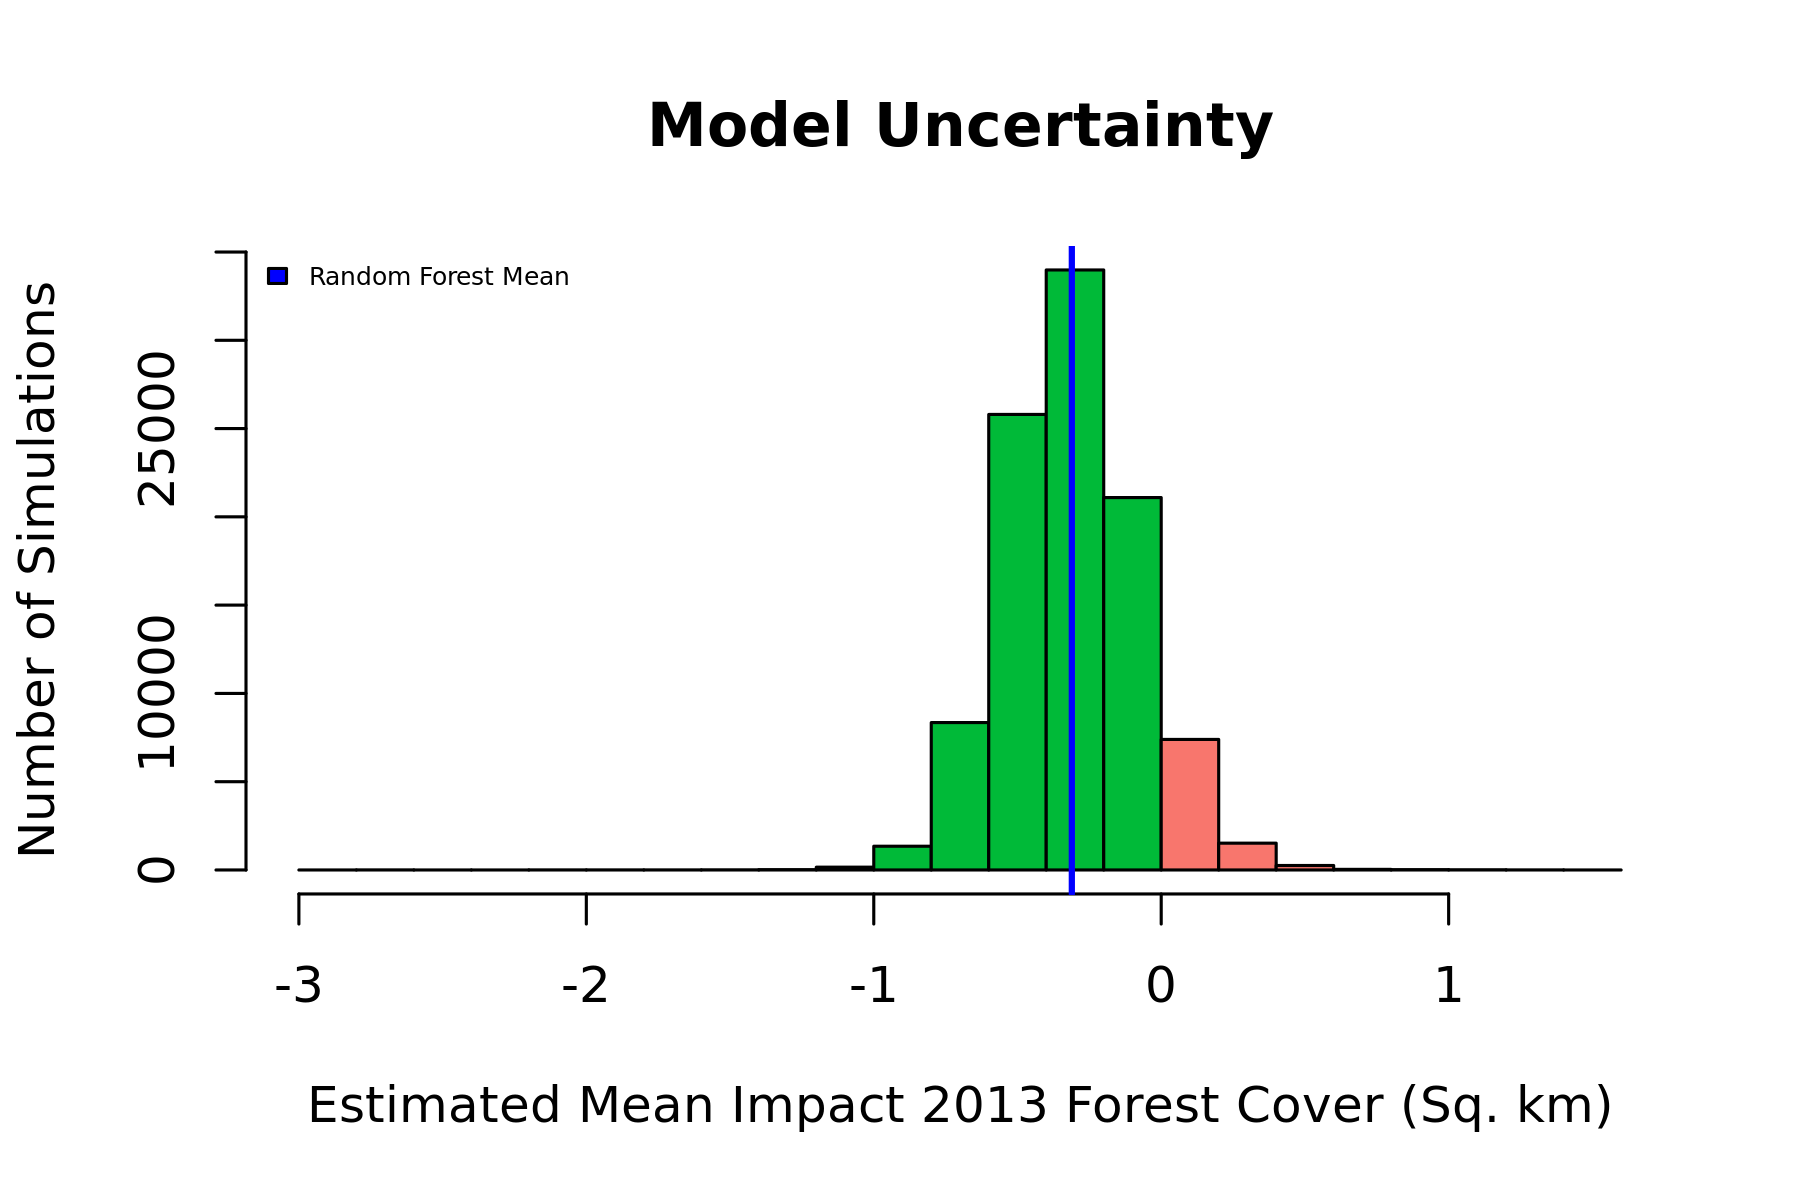 Model Uncertainty
Random Forest Mean
Number of Simulations
25000
10000
0
-3 -2 -1 0 1
Estimated Mean Impact 2013 Forest Cover (Sq. km)